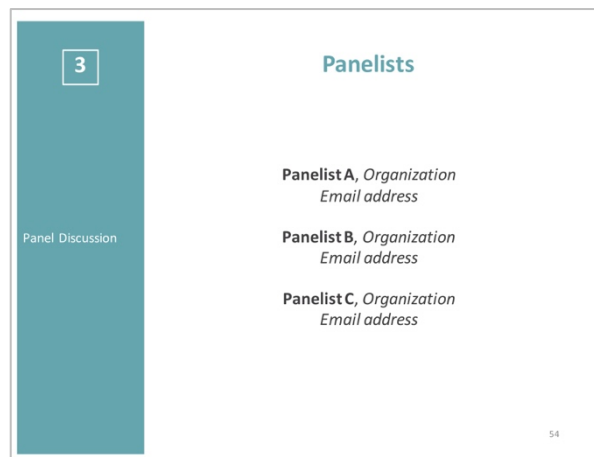 3
Panelists
Panel Discussion
Panelist A, Organization
Email address
Panelist B, Organization
Email address
Panelist C, Organization
Email address
54